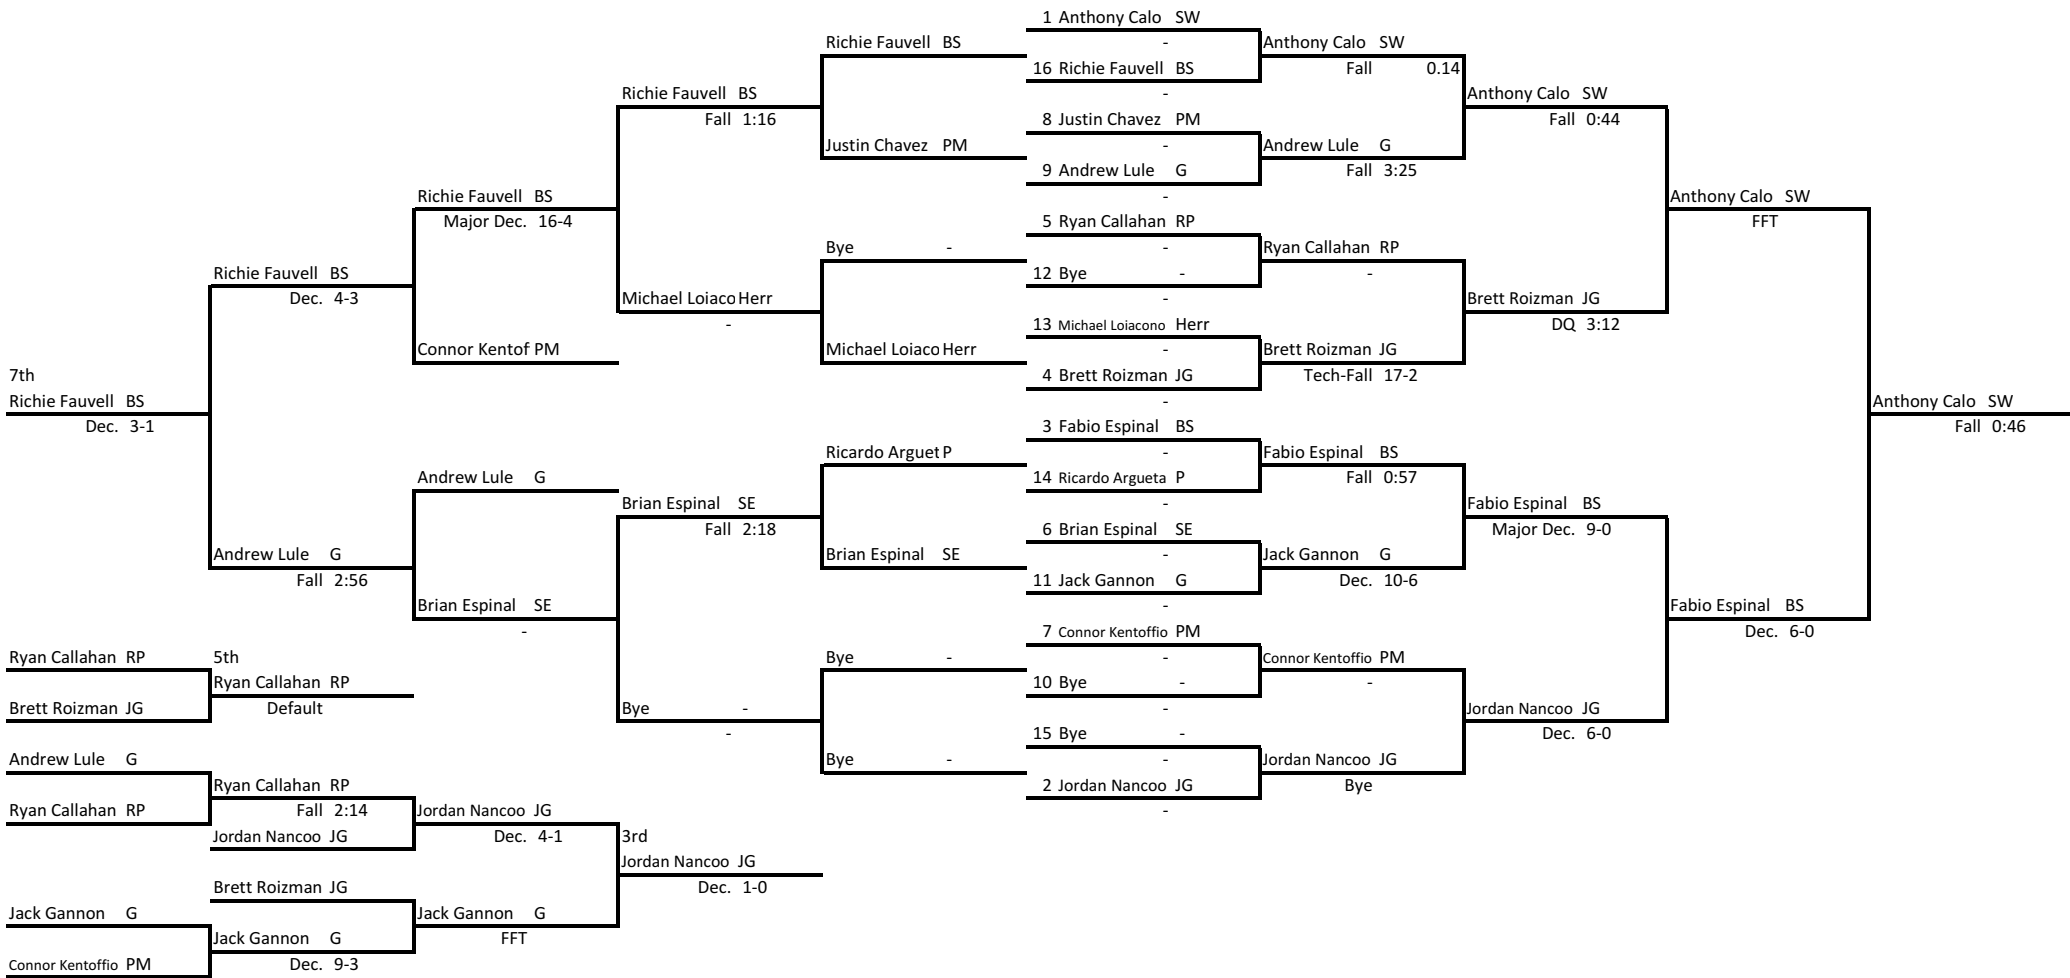 1 Anthony Calo SW
-
Richie Fauvell BS
Anthony Calo SW
16 Richie Fauvell BS
Fall 0.14
-
Richie Fauvell BS
Anthony Calo SW
Fall 1:16
8 Justin Chavez PM
Fall 0:44
-
Justin Chavez PM
Andrew Lule G
9 Andrew Lule G
Fall 3:25
-
Richie Fauvell BS
Anthony Calo SW
Major Dec. 16-4
5 Ryan Callahan RP
FFT
Bye -
-
Ryan Callahan RP
Richie Fauvell BS
12 Bye -
-
Dec. 4-3
Michael Loiaco Herr
-
Brett Roizman JG
-
13 Michael Loiacono Herr
DQ 3:12
Connor Kentof PM
Michael Loiaco Herr
-
Brett Roizman JG
7th
4 Brett Roizman JG
Tech-Fall 17-2
Richie Fauvell BS
-
Anthony Calo SW
Dec. 3-1
3 Fabio Espinal BS
Fall 0:46
Ricardo Arguet P
-
Fabio Espinal BS
Andrew Lule G
14 Ricardo Argueta P
Fall 0:57
Brian Espinal SE
-
Fabio Espinal BS
Fall 2:18
6 Brian Espinal SE
Major Dec. 9-0
Andrew Lule G
Brian Espinal SE
-
Jack Gannon G
Fall 2:56
11 Jack Gannon G
Dec. 10-6
Brian Espinal SE
-
Fabio Espinal BS
-
7 Connor Kentoffio PM
Dec. 6-0
Ryan Callahan RP
5th
Bye -
-
Connor Kentoffio PM
Ryan Callahan RP
10 Bye -
-
Brett Roizman JG
Default
Bye -
-
Jordan Nancoo JG
-
15 Bye -
Dec. 6-0
Andrew Lule G
Bye -
-
Jordan Nancoo JG
Ryan Callahan RP
2 Jordan Nancoo JG
Bye
Ryan Callahan RP
Fall 2:14
Jordan Nancoo JG
-
Jordan Nancoo JG
Dec. 4-1
3rd
Jordan Nancoo JG
Brett Roizman JG
Dec. 1-0
Jack Gannon G
Jack Gannon G
Jack Gannon G
FFT
Connor Kentoffio PM
Dec. 9-3